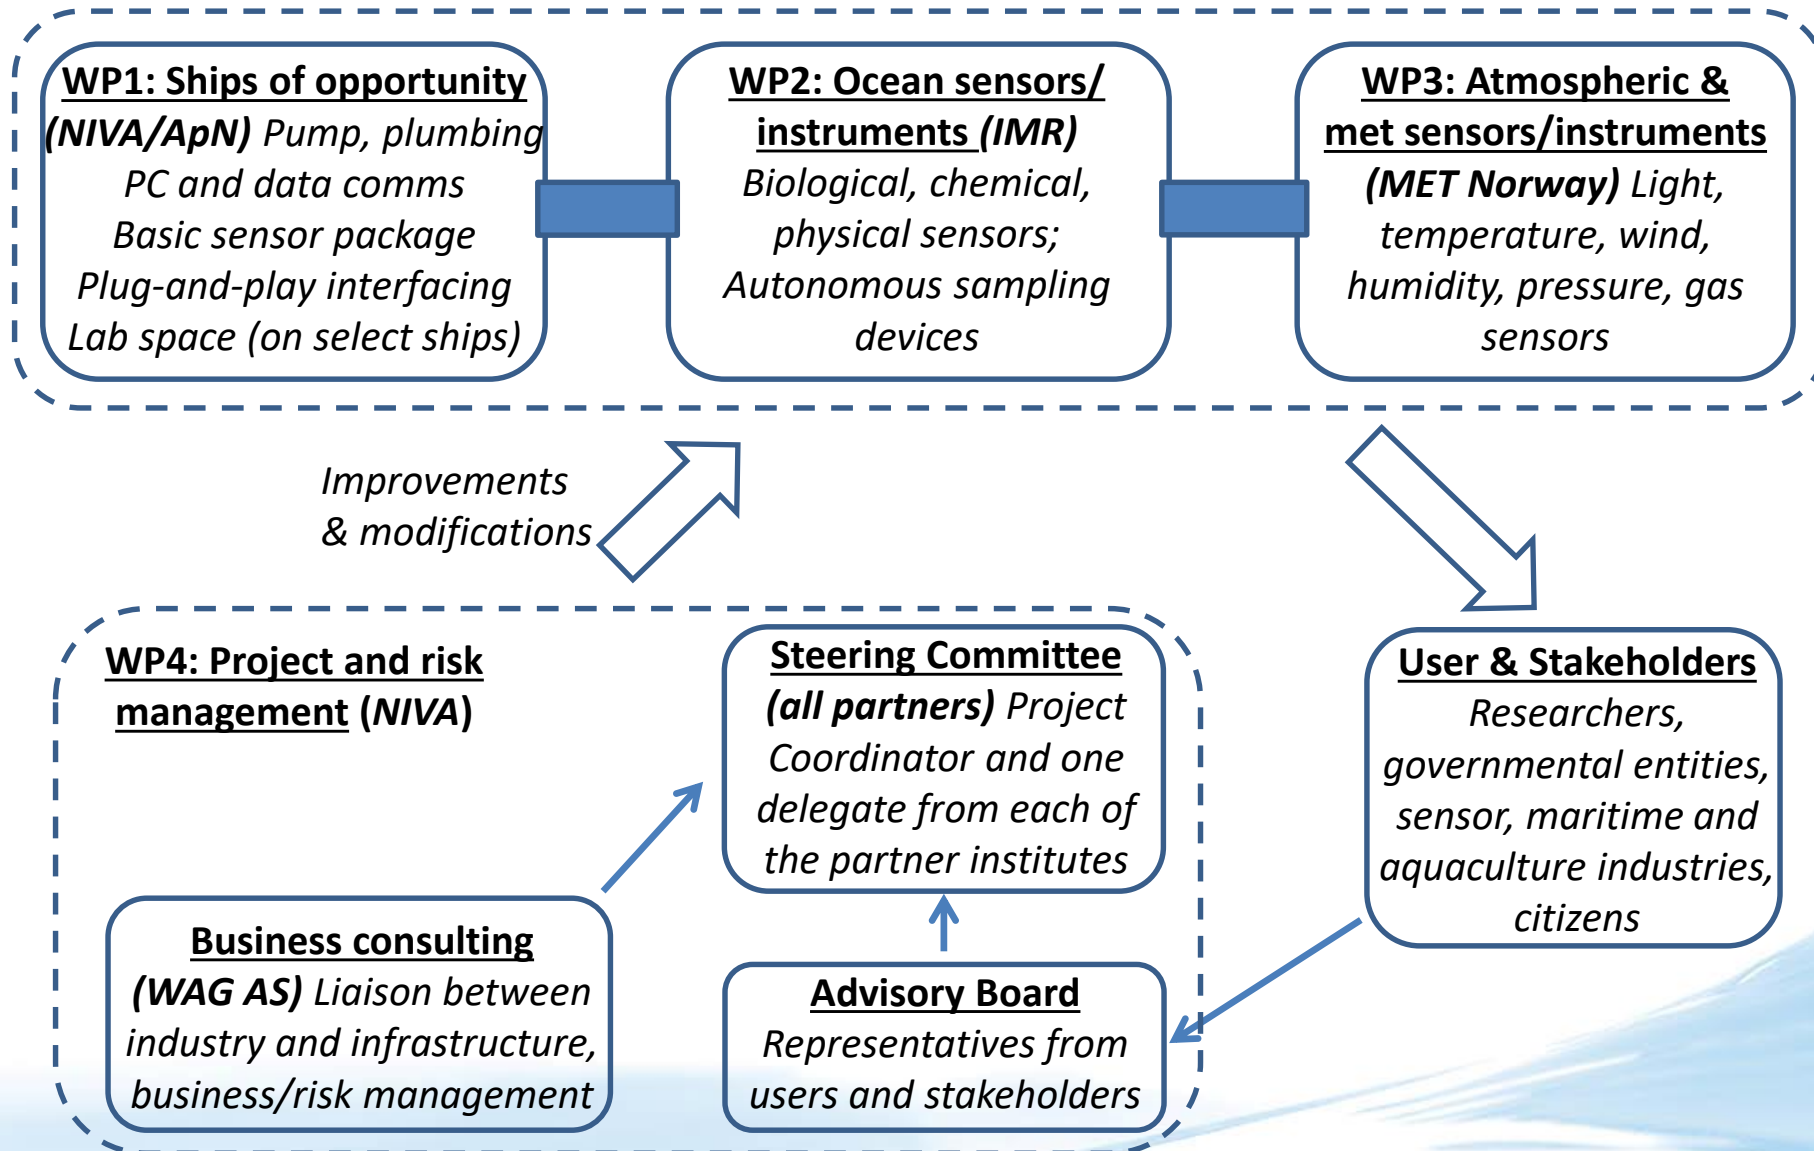 WP1: Ships of opportunity
(NIVA/ApN) Pump, plumbing
PC and data comms
Basic sensor package
Plug-and-play interfacing
Lab space (on select ships)
WP2: Ocean sensors/
instruments (IMR)
Biological, chemical,
physical sensors;
Autonomous sampling
devices
WP3: Atmospheric &
met sensors/instruments
(MET Norway) Light,
temperature, wind,
humidity, pressure, gas
sensors
Improvements
& modifications
WP4: Project and risk
management (NIVA)
Steering Committee
(all partners) Project
Coordinator and one
delegate from each of
the partner institutes
User & Stakeholders
Researchers,
governmental entities,
sensor, maritime and
aquaculture industries,
citizens
Business consulting
(WAG AS) Liaison between
industry and infrastructure,
business/risk management
Advisory Board
Representatives from
users and stakeholders